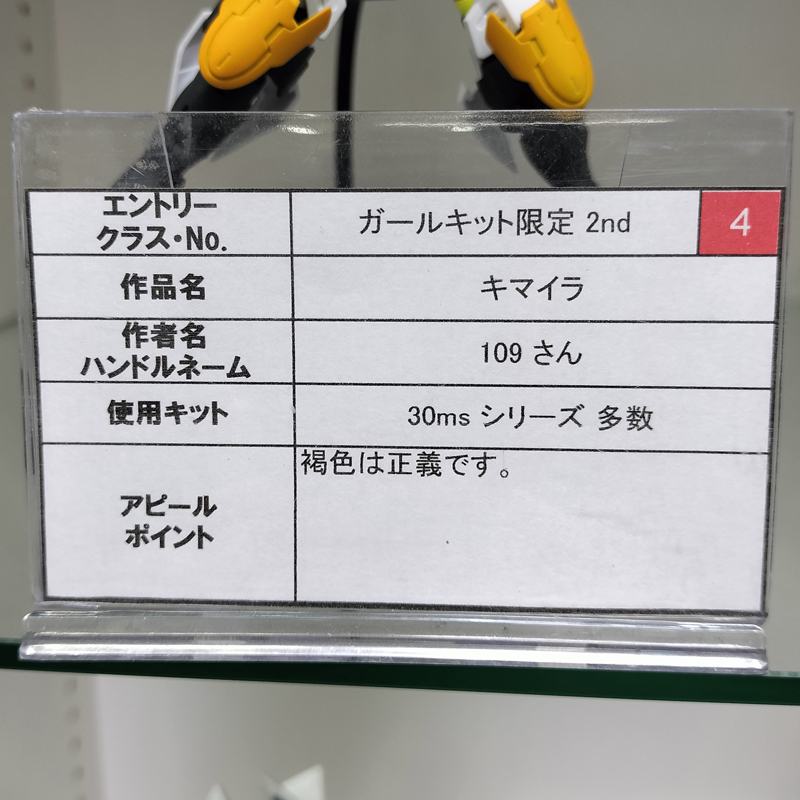 エントリー
クラス・No.
ガールキット限定 2nd
4
作品名
キマイラ
作者名
ハンドルネーム
109 さん
使用キット
30ms シリーズ 多数
アピール
ポイント
褐色は正義です。